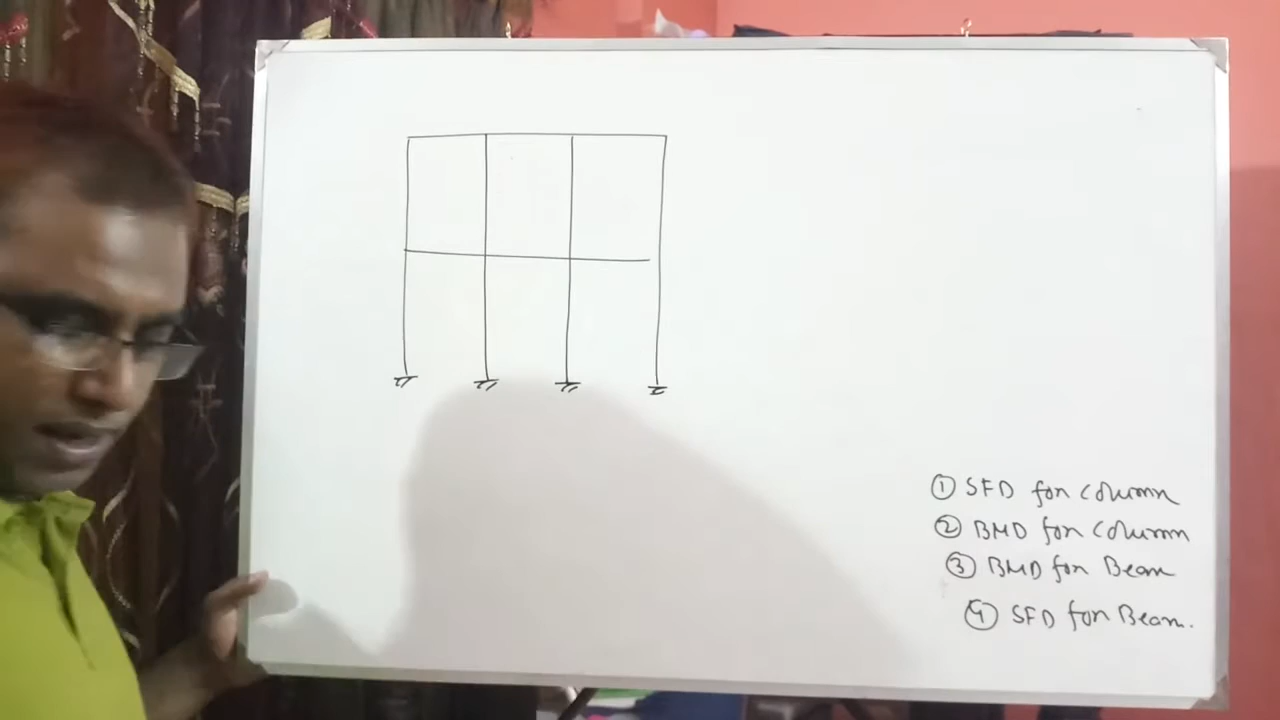 ① SFD for column
② BMD for Column
③ BMD for Beam
④ SFD for Beam.